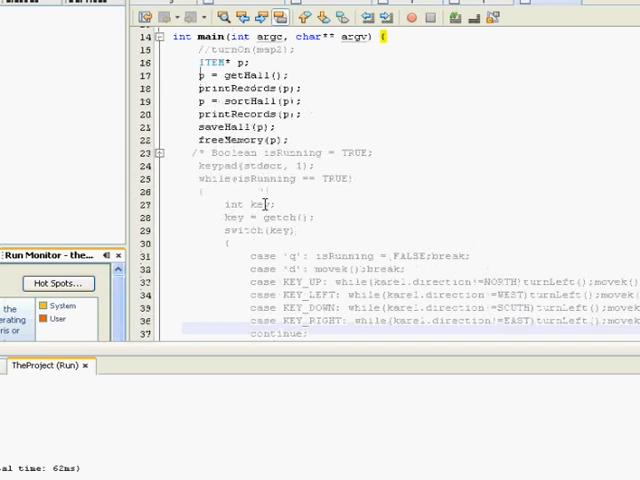 14 int main(int argc, char** argv) {
15 //turnOn(map2);
16 ITEM* p;
17 p = getHall();
18 printRecords(p);
19 p = sortHall(p);
20 printRecords(p);
21 saveHall(p);
22 freeMemory(p);
23 /* Boolean isRunning = TRUE;
24 keypad(stdscr, 1);
25 while(isRunning == TRUE)
26 {
27 int key;
28 key = getch();
29 switch(key)
30 {
31 case 'q': isRunning = FALSE;break;
32 case 'd': movek();break;
33 case KEY_UP: while(karel.direction!=NORTH)turnLeft();movek
34 case KEY_LEFT: while(karel.direction!=WEST)turnLeft();movek
35 case KEY_DOWN: while(karel.direction!=SOUTH)turnLeft();movek
36 case KEY_RIGHT: while(karel.direction!=EAST)turnLeft();movek
37 continue;
Run Monitor - the...
Hot Spots...
the
operating
ris or
System
User
TheProject (Run)
al time: 62ms)